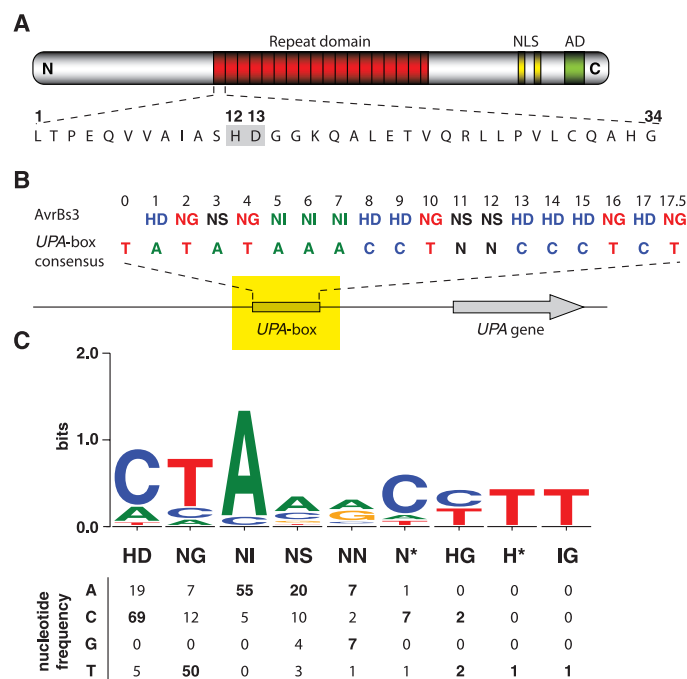 A
Repeat domain NLS AD
N C
1 12 13 34
L T P E Q V V A I A S H D G G K Q A L E T V Q R L L P V L C Q A H G
B
0 1 2 3 4 5 6 7 8 9 10 11 12 13 14 15 16 17 17.5
AvrBs3 HD NG NS NG NI NI NI HD HD NG NS NS HD HD HD NG HD NG
UPA-box consensus T A T A T A A A C C T N N C C C T C T
UPA-box UPA gene
C
2.0
bits
1.0
0.0
C T A A A C C T T
A C C C G A T
T A G T C T
HD NG NI NS NN N* HG H* IG
nucleotide frequency
A 19 7 55 20 7 1 0 0 0
C 69 12 5 10 2 7 2 0 0
G 0 0 0 4 7 0 0 0 0
T 5 50 0 3 1 1 2 1 1